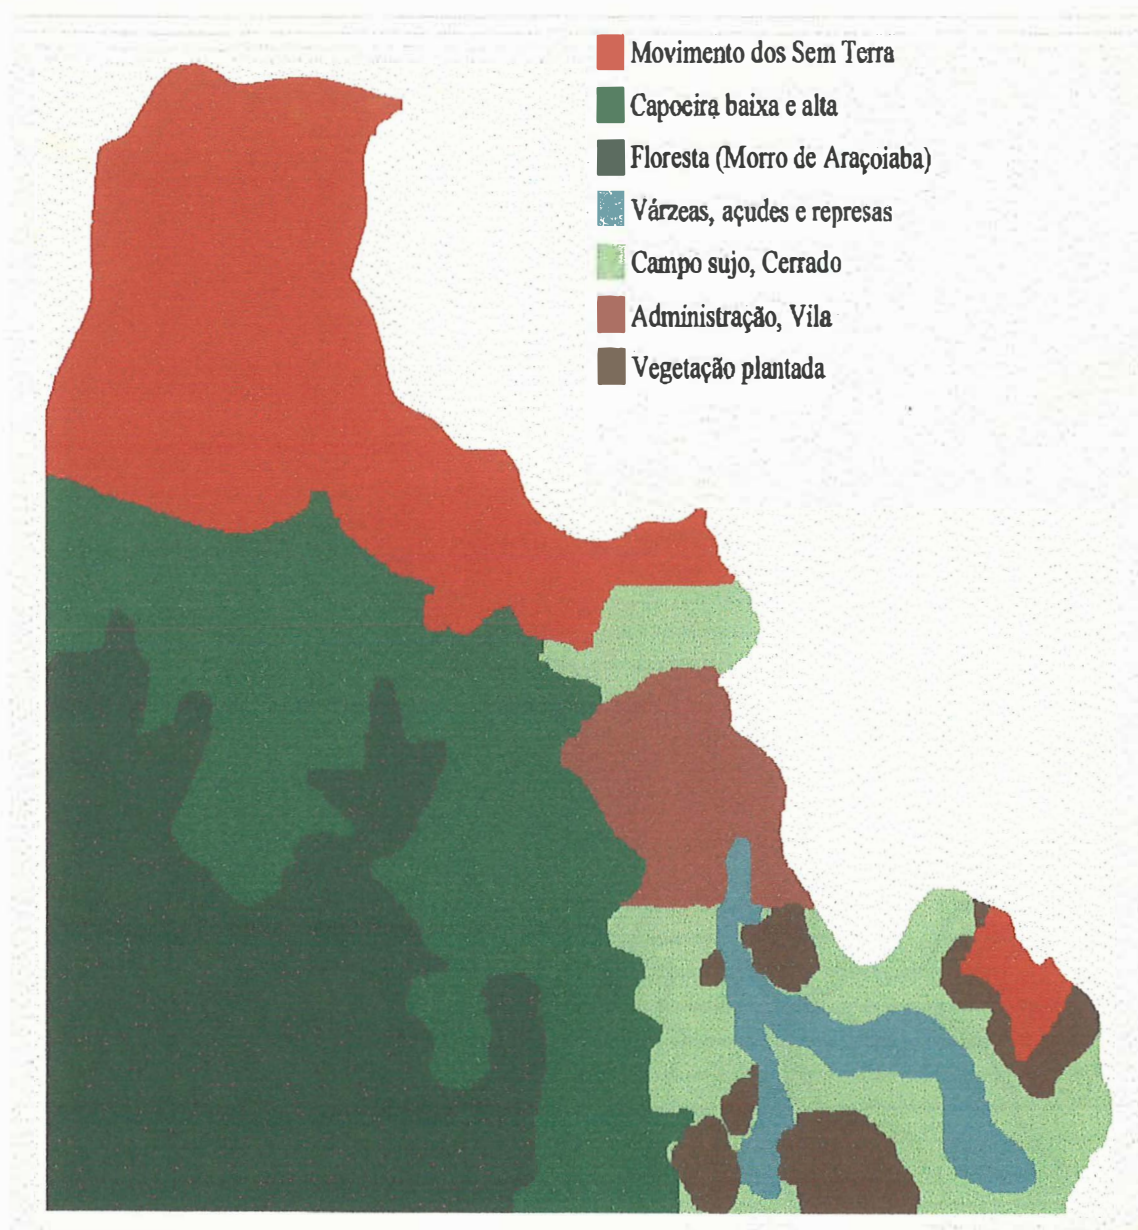 Movimento dos Sem Terra
Capoeira baixa e alta
Floresta (Morro de Araçoiaba)
Várzeas, açudes e represas
Campo sujo, Cerrado
Administração, Vila
Vegetação plantada